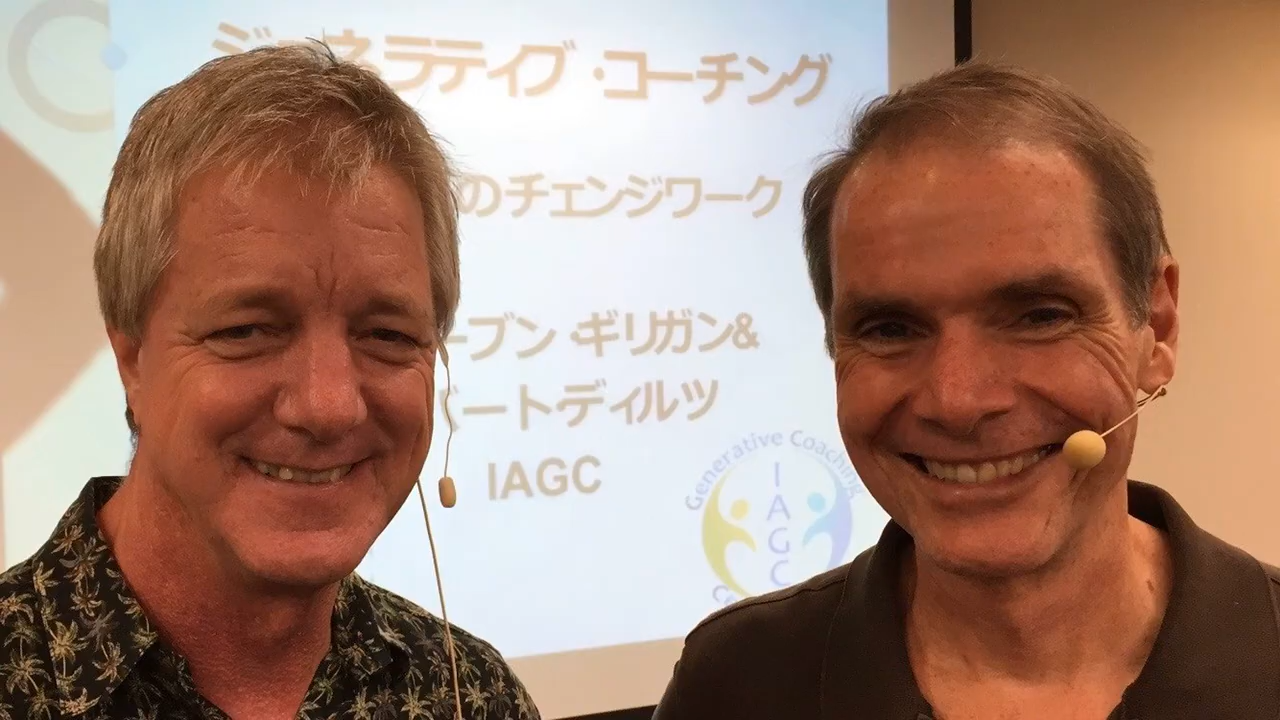 ジェネラティブ・コーチング
のチェンジワーク
ーブン・ギリガン&
バート・ディルツ
IAGC
Generative Coaching
IAGC